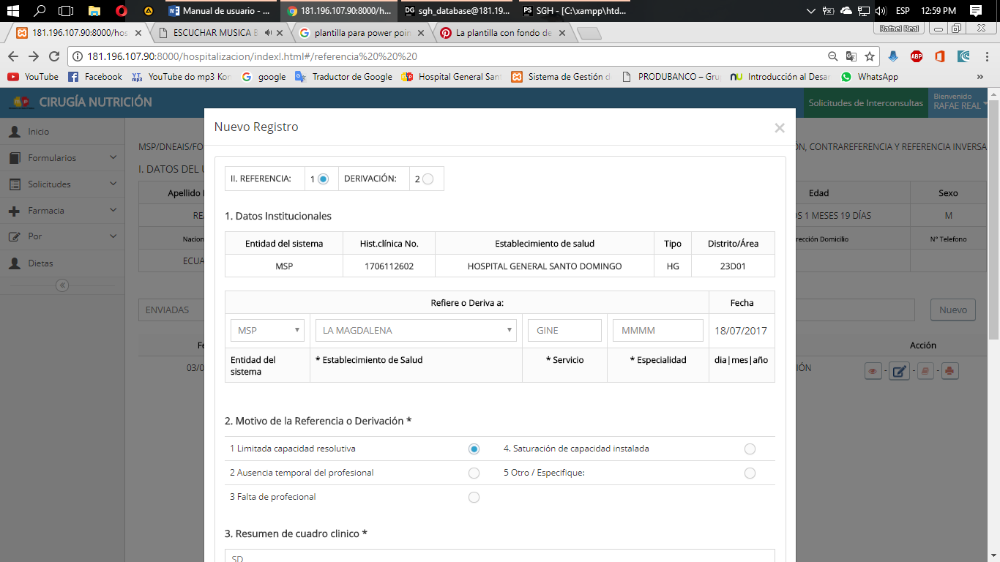 Manual de usuario - ...
181.196.107.90:8000/h...
sgh_database@181.19...
SGH - [C:\xampp\htd...
ESP
12:59 PM
181.196.107.90:8000/hos
ESCUCHAR MUSICA B
plantilla para power poin
La plantilla con fondo de
Rafael Real
181.196.107.90:8000/hospitalizacion/index!.html#/referencia%20%20%20
YouTube
Facebook
YouTube do mp3 Kon
google
Traductor de Google
Hospital General Sant
Sistema de Gestión d
PRODUBANCO – Gru
Introducción al Desar
WhatsApp
»
CIRUGÍA NUTRICIÓN
Solicitudes de Interconsultas
Bienvenido
RAFAE REAL
Inicio
Formularios
Solicitudes
Farmacia
Por
Dietas
MSP/DNEAIS/FO
ÓN, CONTRAREFERENCIA Y REFERENCIA INVERSA
I. DATOS DEL U
Apellido
Edad
Sexo
RE
OS 1 MESES 19 DÍAS
M
Nacion
rección Domicilio
N° Telefono
ECUA
ENVIADAS
Nuevo
Fe
Acción
03/0
IÓN
Nuevo Registro
II. REFERENCIA:
1
DERIVACIÓN:
2
1. Datos Institucionales
Entidad del sistema
Hist.clínica No.
Establecimiento de salud
Tipo
Distrito/Área
MSP
1706112602
HOSPITAL GENERAL SANTO DOMINGO
HG
23D01
Refiere o Deriva a:
Fecha
MSP
LA MAGDALENA
GINE
MMMM
18/07/2017
Entidad del
sistema
* Establecimiento de Salud
* Servicio
* Especialidad
dia|mes|año
2. Motivo de la Referencia o Derivación *
1 Limitada capacidad resolutiva
4. Saturación de capacidad instalada
2 Ausencia temporal del profesional
5 Otro / Especifique:
3 Falta de profecional
3. Resumen de cuadro clinico *
SD